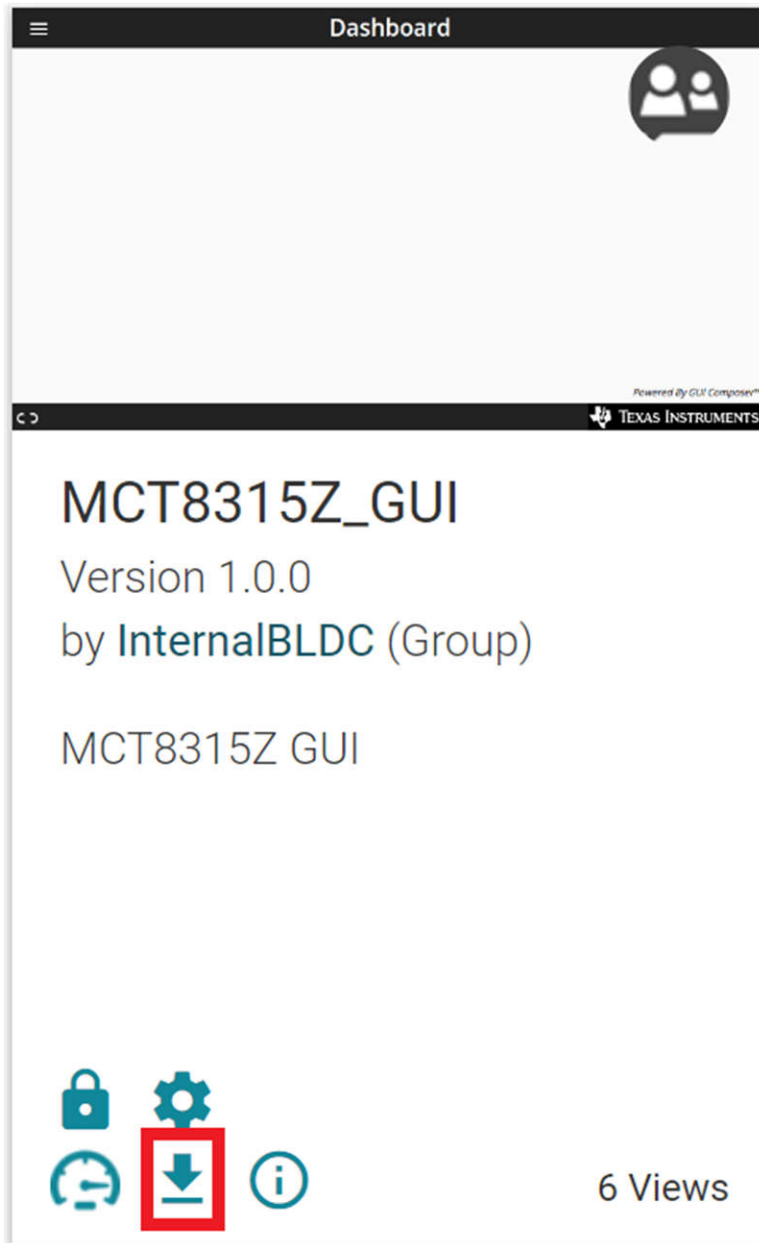 Dashboard
Powered By GUI Composer™
TEXAS INSTRUMENTS
MCT8315Z_GUI
Version 1.0.0
by InternalBLDC (Group)
MCT8315Z GUI
6 Views